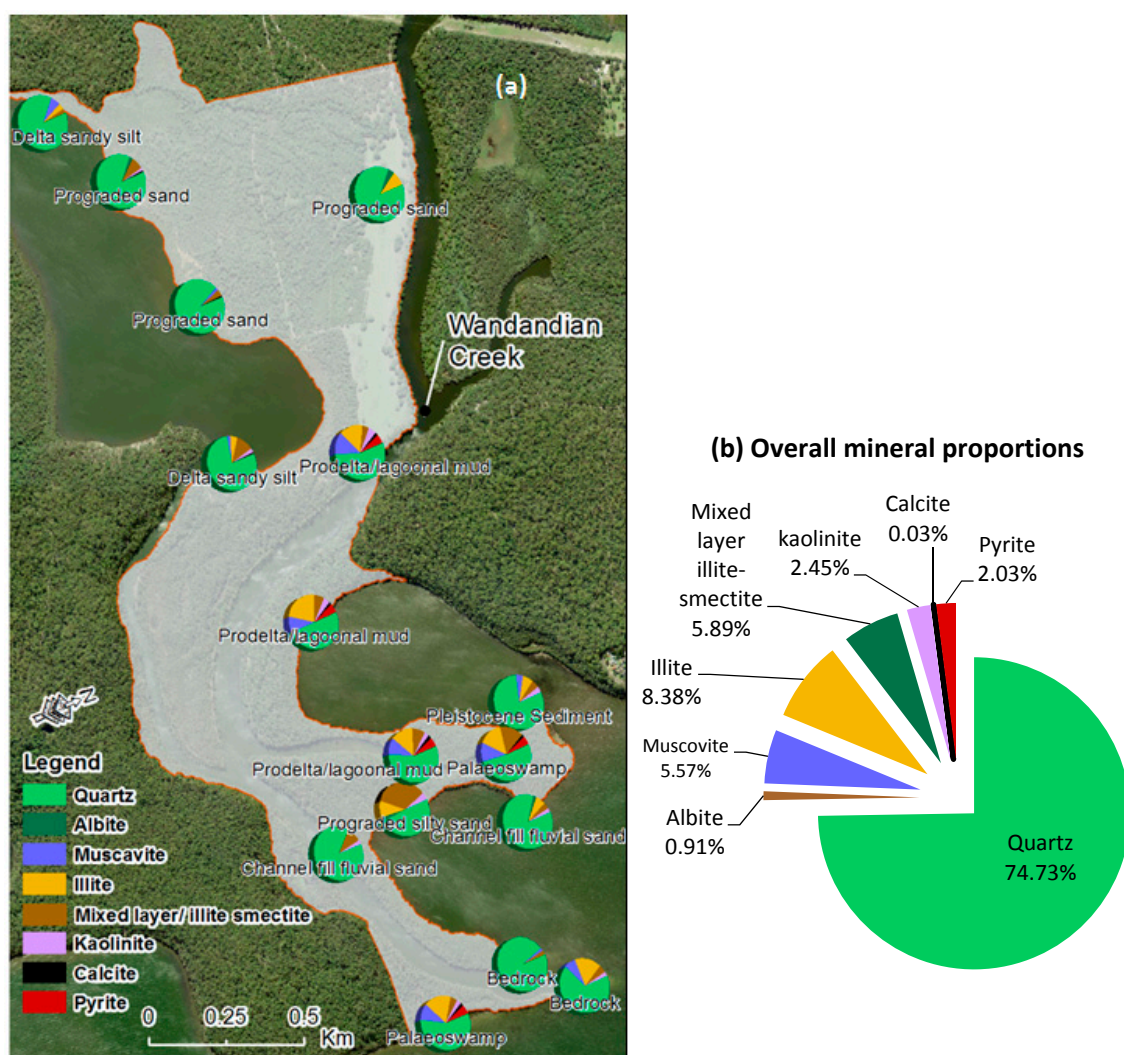 (a)
Delta sandy silt
Prograded sand
Prograded sand
Prograded sand
Wandandian
Creek
Prodelta/lagoonal mud
Delta sandy silt
Prodelta/lagoonal mud
Pleistocene Sediment
Prodelta/lagoonal mud
Palaeoswamp
Prograded silty sand
Channel fill fluvial sand
Channel fill fluvial sand
Bedrock
Bedrock
Palaeoswamp
N
Legend
Quartz
Albite
Muscavite
Illite
Mixed layer/ illite smectite
Kaolinite
Calcite
Pyrite
0 0.25 0.5
Km
(b) Overall mineral proportions
Calcite
0.03%
Pyrite
2.03%
kaolinite
2.45%
Mixed
layer
illite-
smectite
5.89%
Illite
8.38%
Muscovite
5.57%
Albite
0.91%
Quartz
74.73%